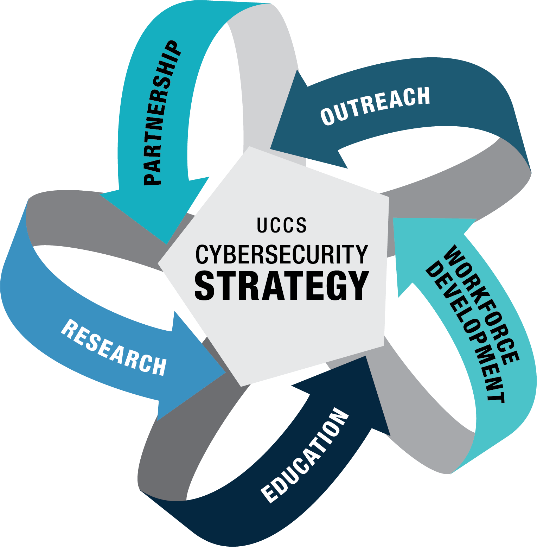 PARTNERSHIP
OUTREACH
UCCS
CYBERSECURITY
STRATEGY
WORKFORCE
DEVELOPMENT
RESEARCH
EDUCATION